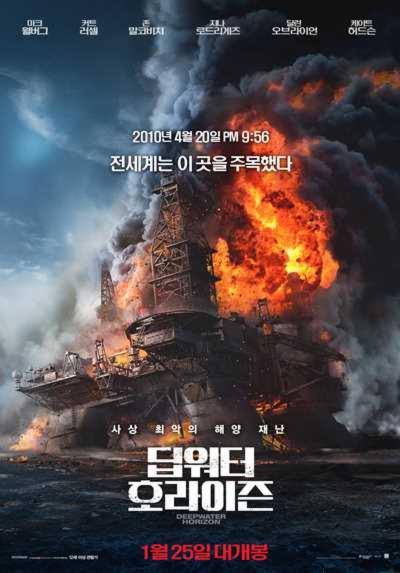 마크 커트 존 지나 딜런 케이트
월버그 러셀 말코비치 로드리게즈 오브라이언 허드슨
2010년 4월 20일 PM 9:56
전세계는 이 곳을 주목했다
사상 최악의 해양 재난
딥워터
호라이즌
DEEPWATER
HORIZON
1월 25일 대개봉